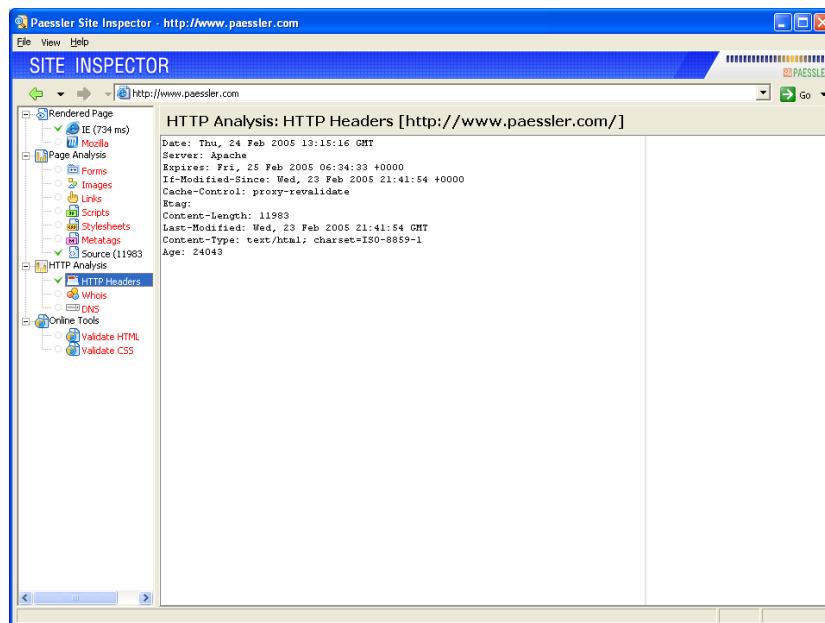 Paessler Site Inspector - http://www.paessler.com
File View Help
SITE INSPECTOR
PAESSLE
http://www.paessler.com
Go
Rendered Page
IE (734 ms)
Mozilla
Page Analysis
Forms
Images
Links
Scripts
Stylesheets
Metatags
Source (11983
HTTP Analysis
HTTP Headers
Whois
DNS
Online Tools
Validate HTML
Validate CSS
HTTP Analysis: HTTP Headers [http://www.paessler.com/]
Date: Thu, 24 Feb 2005 13:15:16 GMT
Server: Apache
Expires: Fri, 25 Feb 2005 06:34:33 +0000
If-Modified-Since: Wed, 23 Feb 2005 21:41:54 +0000
Cache-Control: proxy-revalidate
Etag:
Content-Length: 11983
Last-Modified: Wed, 23 Feb 2005 21:41:54 GMT
Content-Type: text/html; charset=ISO-8859-1
Age: 24043